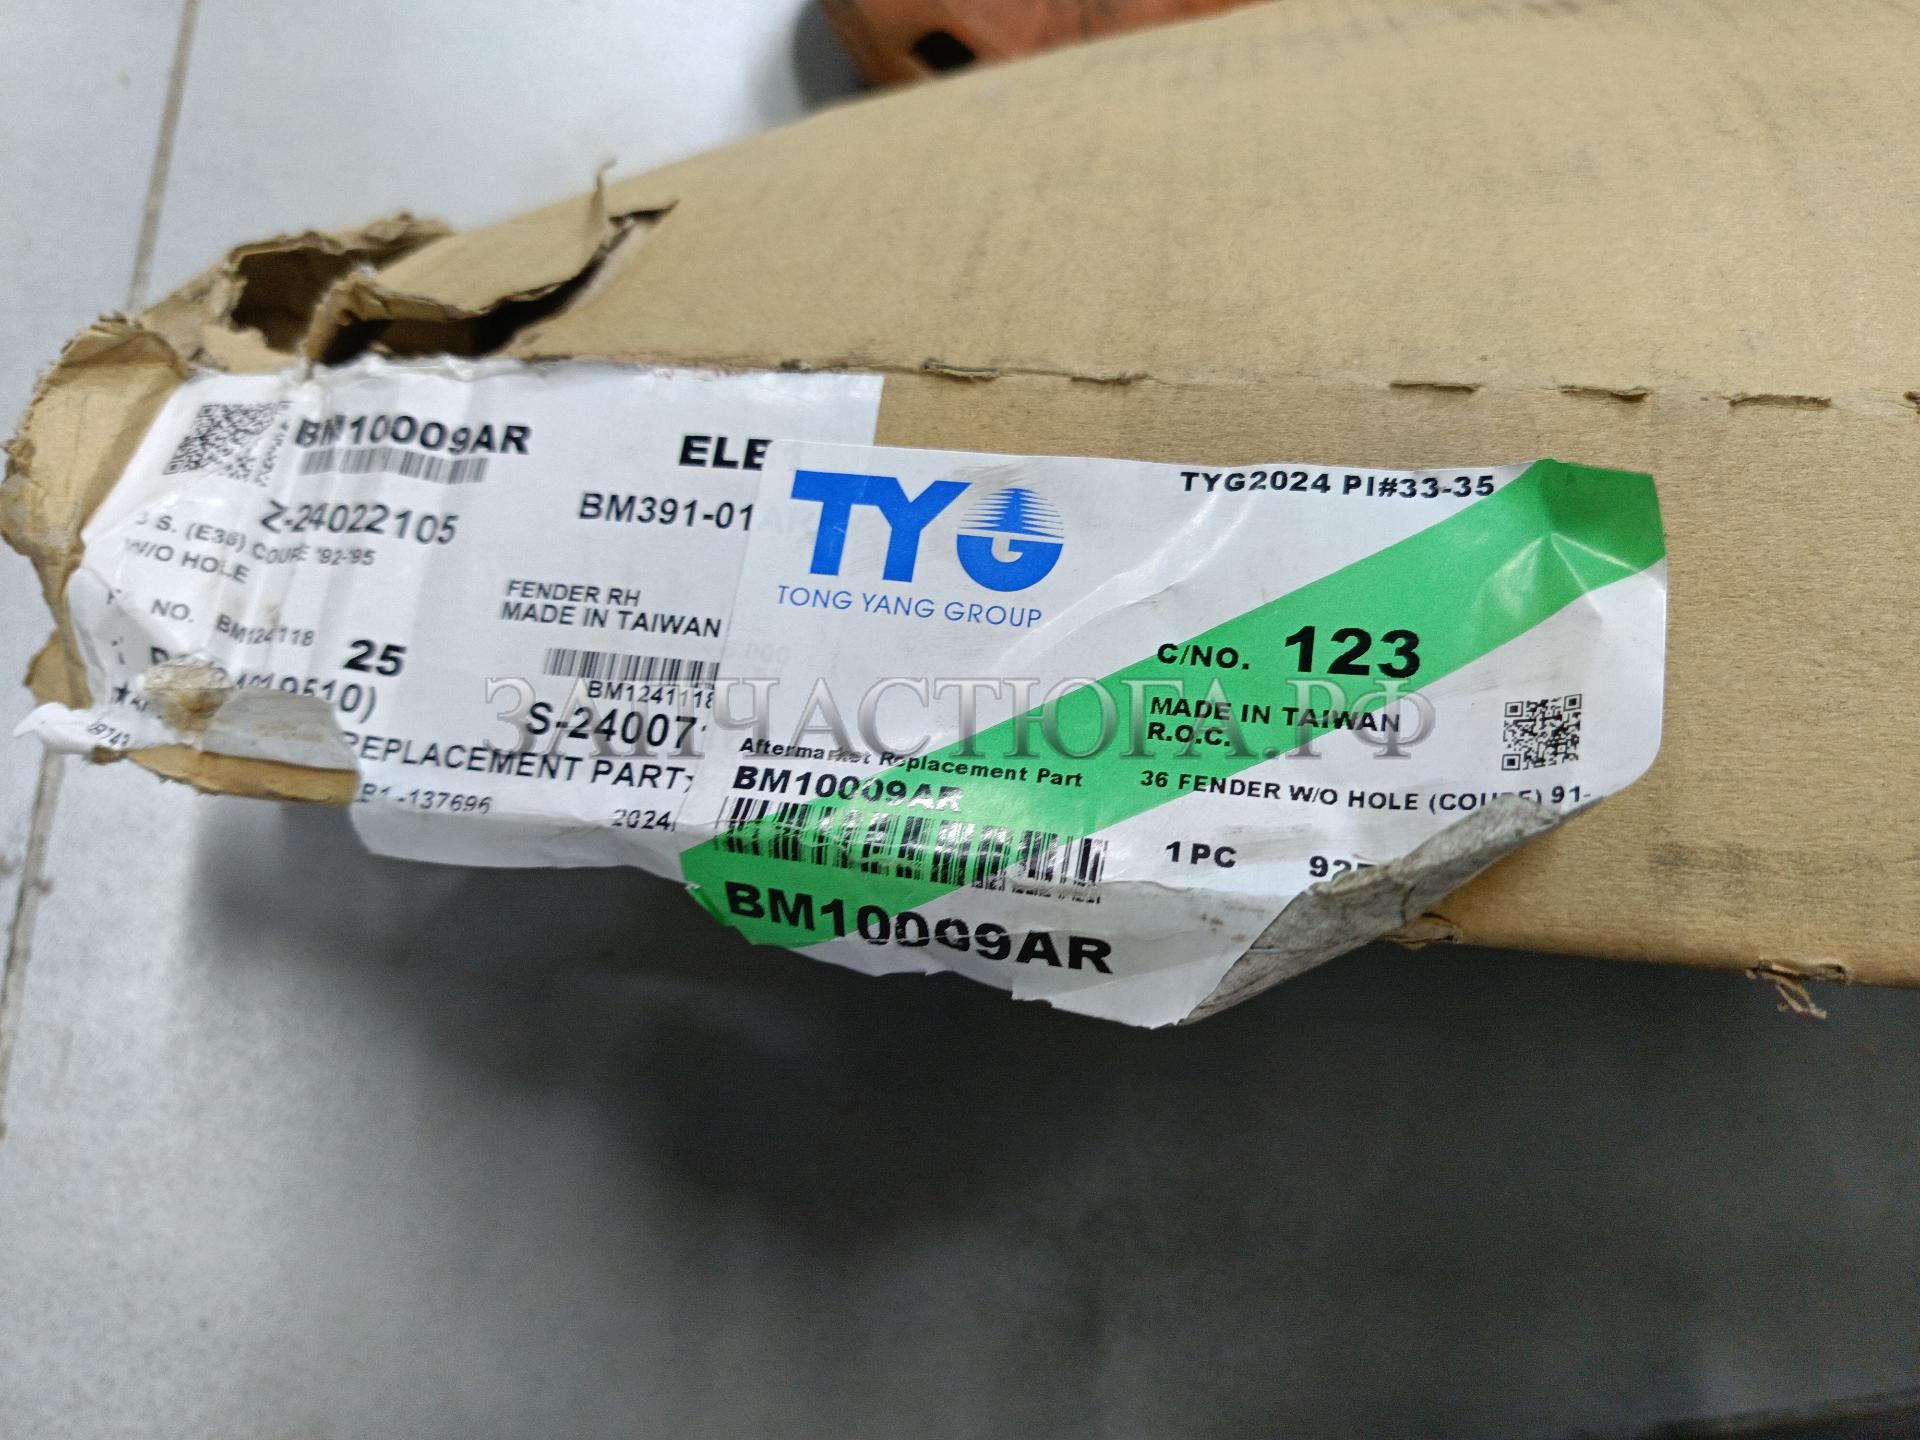 BM10009AR
ELE
Z-24022105
BM391-01
3 S. (E36) COUPE '92-'95
W/O HOLE
FENDER RH
MADE IN TAIWAN
NO. BM124118
25
BM1241118
S-24007
REPLACEMENT PART
-137696
2024
TYG
TONG YANG GROUP
TYG2024 PI#33-35
C/NO. 123
MADE IN TAIWAN
R.O.C.
Aftermarket Replacement Part
BM10009AR
36 FENDER W/O HOLE (COUPE) 91-
1PC
BM10009AR
ЗАПЧАСТЮГА.РФ